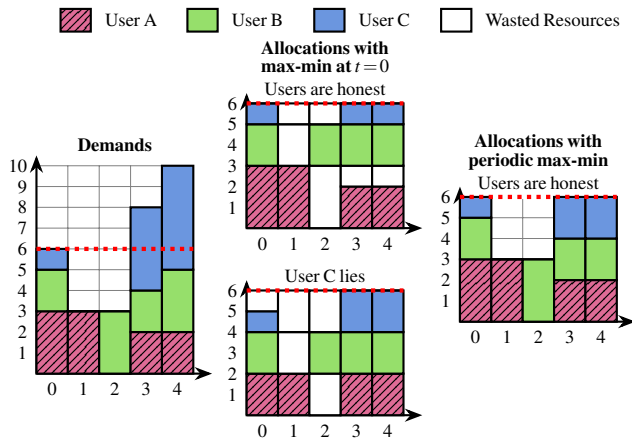 User A User B User C Wasted Resources
Allocations with
max-min at t = 0
Users are honest
6
5
4
3
2
1
0 1 2 3 4
Demands
10
9
8
7
6
5
4
3
2
1
0 1 2 3 4
User C lies
6
5
4
3
2
1
0 1 2 3 4
Allocations with
periodic max-min
Users are honest
6
5
4
3
2
1
0 1 2 3 4